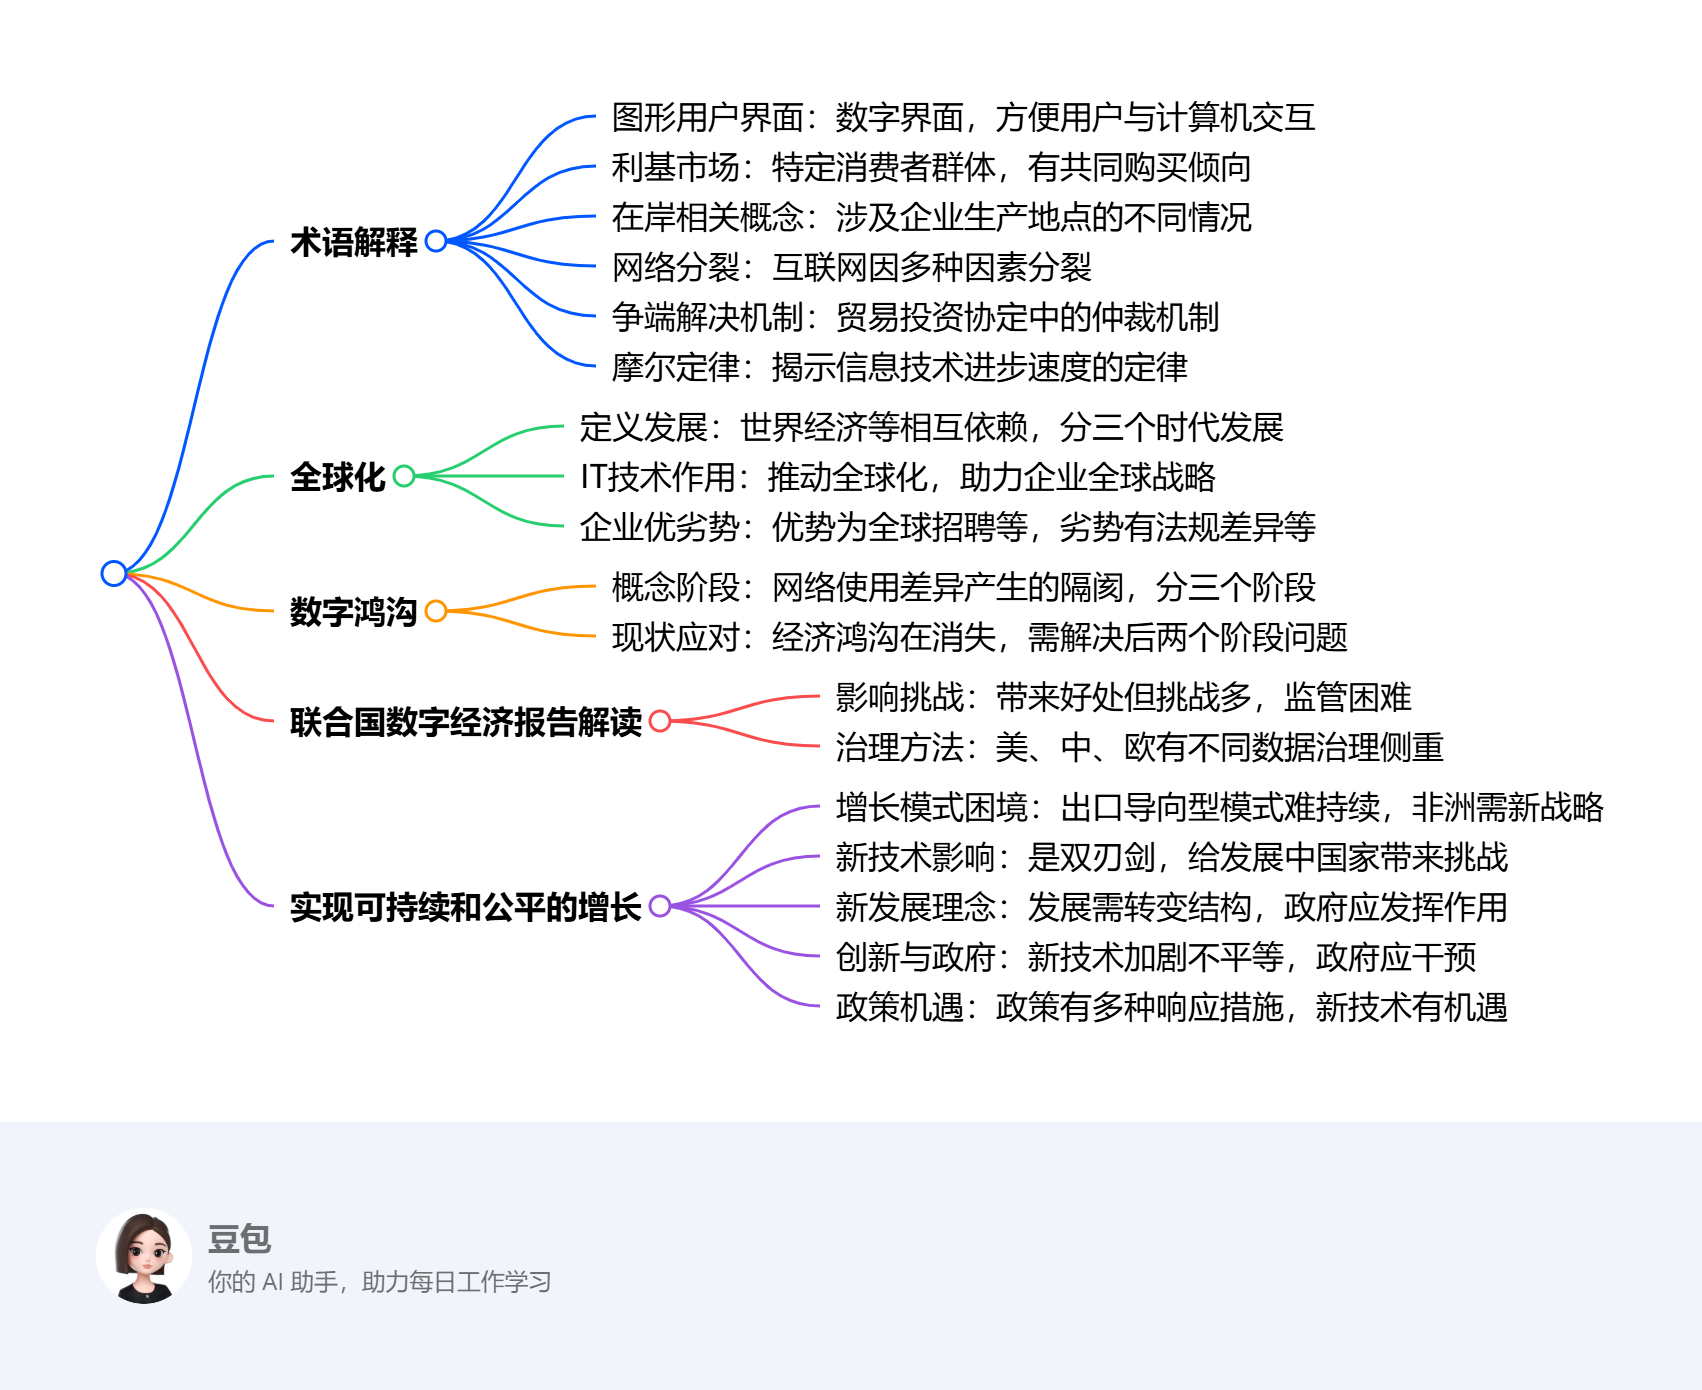 术语解释
图形用户界面：数字界面，方便用户与计算机交互
利基市场：特定消费者群体，有共同购买倾向
在岸相关概念：涉及企业生产地点的不同情况
网络分裂：互联网因多种因素分裂
争端解决机制：贸易投资协定中的仲裁机制
摩尔定律：揭示信息技术进步速度的定律
全球化
定义发展：世界经济等相互依赖，分三个时代发展
IT技术作用：推动全球化，助力企业全球战略
企业优劣势：优势为全球招聘等，劣势有法规差异等
数字鸿沟
概念阶段：网络使用差异产生的隔阂，分三个阶段
现状应对：经济鸿沟在消失，需解决后两个阶段问题
联合国数字经济报告解读
影响挑战：带来好处但挑战多，监管困难
治理方法：美、中、欧有不同数据治理侧重
实现可持续和公平的增长
增长模式困境：出口导向型模式难持续，非洲需新战略
新技术影响：是双刃剑，给发展中国家带来挑战
新发展理念：发展需转变结构，政府应发挥作用
创新与政府：新技术加剧不平等，政府应干预
政策机遇：政策有多种响应措施，新技术有机遇
豆包
你的 AI 助手，助力每日工作学习